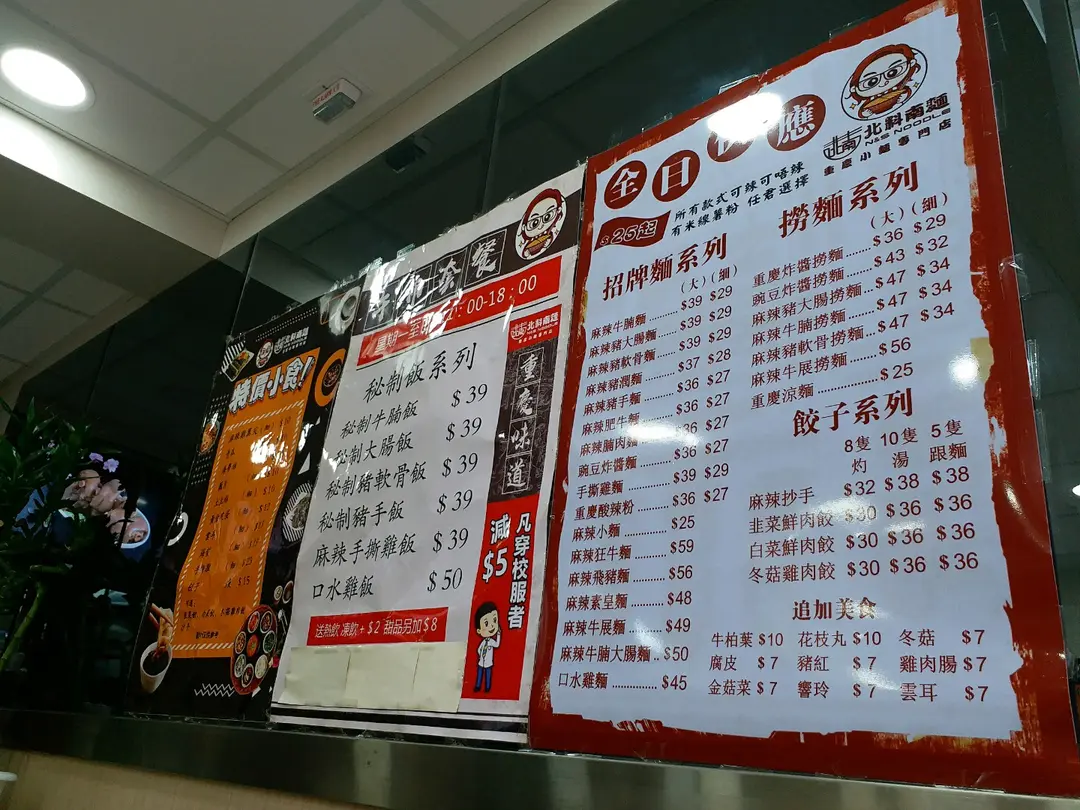 北斜南麵
特價小食!
套餐
-18:00
秘制飯系列
秘制牛腩飯 $39
秘制大腸飯 $39
秘制豬軟骨飯 $39
秘制豬手飯 $39
麻辣手撕雞飯 $39
口水雞飯 $50
送熱飲 凍飲+$2 甜品另加$8
北斜南麵
重慶味道
凡穿校服者
減$5
全日 應
北斜南麵
N&S NOODLE
重慶小麵專門店
$25起
所有款式可辣可唔辣
有米線薯粉 任君選擇
招牌麵系列
(大)(細)
麻辣牛腩麵 $39 $29
麻辣豬大腸麵 $39 $29
麻辣豬軟骨麵 $39 $29
麻辣豬潤麵 $37 $28
麻辣豬手麵 $36 $27
麻辣肥牛麵 $36 $27
麻辣腩肉麵 $36 $27
豌豆炸醬麵 $36 $27
手撕雞麵 $39 $29
重慶酸辣粉 $36 $27
麻辣小麵 $25
麻辣狂牛麵 $59
麻辣飛豬麵 $56
麻辣素皇麵 $48
麻辣牛展麵 $49
麻辣牛腩大腸麵 $50
口水雞麵 $45
撈麵系列
(大)(細)
重慶炸醬撈麵 $36 $29
豌豆炸醬撈麵 $43 $32
麻辣豬大腸撈麵 $47 $34
麻辣牛腩撈麵 $47 $34
麻辣豬軟骨撈麵 $47 $34
麻辣牛展撈麵 $56
重慶涼麵 $25
餃子系列
8隻 10隻 5隻
灼 湯 跟麵
麻辣抄手 $32 $38 $38
韭菜鮮肉餃 $30 $36 $36
白菜鮮肉餃 $30 $36 $36
冬菇雞肉餃 $30 $36 $36
追加美食
牛柏葉 $10 花枝丸 $10 冬菇 $7
腐皮 $7 豬紅 $7 雞肉腸 $7
金菇菜 $7 響玲 $7 雲耳 $7